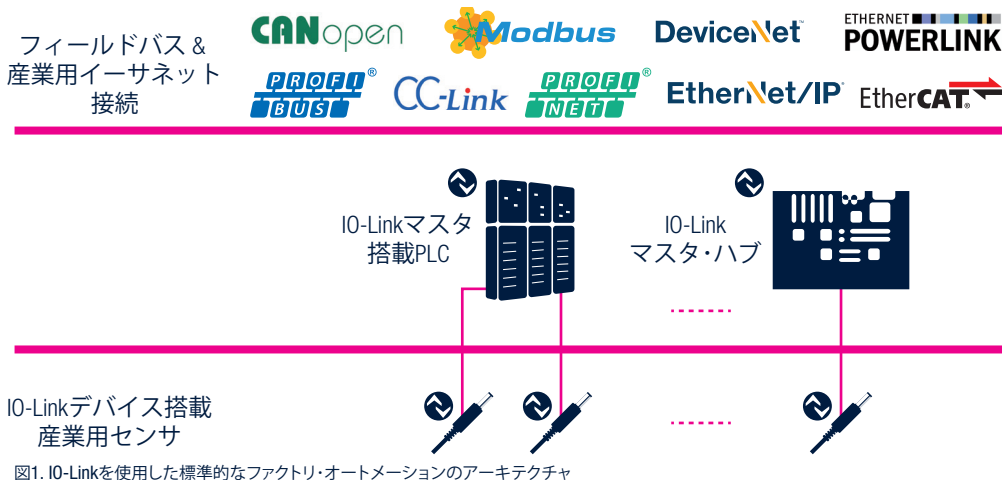 フィールドバス &
産業用イーサネット
接続
CANopen
Modbus
DeviceNet™
ETHERNET
POWERLINK
PROFI®
BUS
CC-Link
PROFI®
NET
EtherNet/IP
EtherCAT®
IO-Linkマスタ
搭載PLC
IO-Link
マスタ・ハブ
IO-Linkデバイス搭載
産業用センサ
図1. IO-Linkを使用した標準的なファクトリ・オートメーションのアーキテクチャ